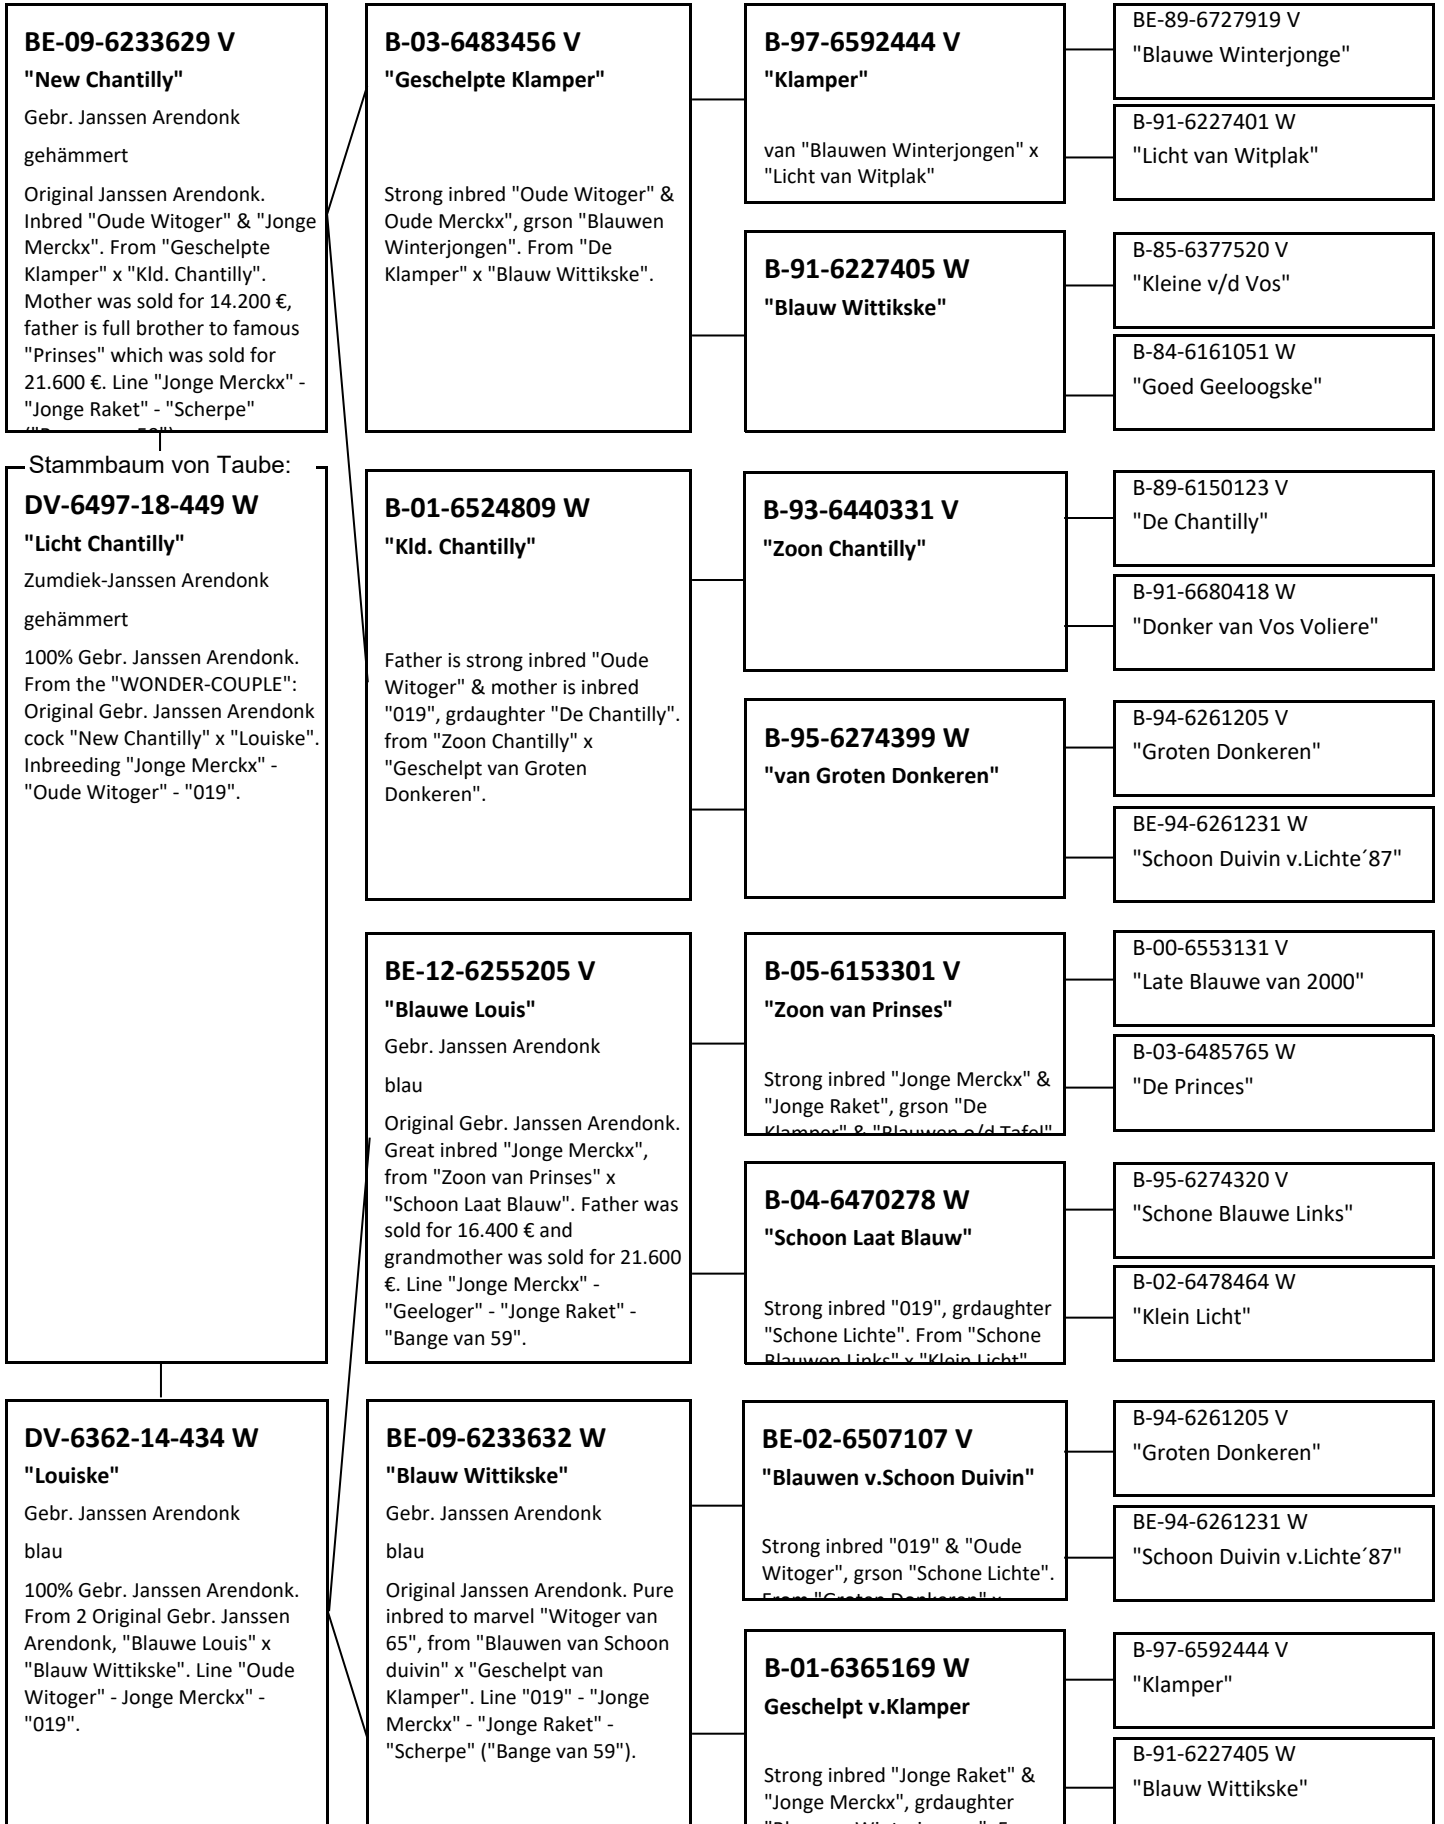 BE-09-6233629 V
"New Chantilly"
Gebr. Janssen Arendonk
gehämmert
Original Janssen Arendonk.
Inbred "Oude Witoger" & "Jonge
Merckx". From "Geschelpte
Klamper" x "Kld. Chantilly".
Mother was sold for 14.200 €,
father is full brother to famous
"Prinses" which was sold for
21.600 €. Line "Jonge Merckx" -
"Jonge Raket" - "Scherpe"
Stammbaum von Taube:
DV-6497-18-449 W
"Licht Chantilly"
Zumdiek-Janssen Arendonk
gehämmert
100% Gebr. Janssen Arendonk.
From the "WONDER-COUPLE":
Original Gebr. Janssen Arendonk
cock "New Chantilly" x "Louiske".
Inbreeding "Jonge Merckx" -
"Oude Witoger" - "019".
DV-6362-14-434 W
"Louiske"
Gebr. Janssen Arendonk
blau
100% Gebr. Janssen Arendonk.
From 2 Original Gebr. Janssen
Arendonk, "Blauwe Louis" x
"Blauw Wittikske". Line "Oude
Witoger" - Jonge Merckx" -
"019".
B-03-6483456 V
"Geschelpte Klamper"
Strong inbred "Oude Witoger" &
Oude Merckx", grson "Blauwen
Winterjongen". From "De
Klamper" x "Blauw Wittikske".
B-01-6524809 W
"Kld. Chantilly"
Father is strong inbred "Oude
Witoger" & mother is inbred
"019", grdaughter "De Chantilly".
from "Zoon Chantilly" x
"Geschelpt van Groten
Donkeren".
BE-12-6255205 V
"Blauwe Louis"
Gebr. Janssen Arendonk
blau
Original Gebr. Janssen Arendonk.
Great inbred "Jonge Merckx",
from "Zoon van Prinses" x
"Schoon Laat Blauw". Father was
sold for 16.400 € and
grandmother was sold for 21.600
€. Line "Jonge Merckx" -
"Geeloger" - "Jonge Raket" -
"Bange van 59".
BE-09-6233632 W
"Blauw Wittikske"
Gebr. Janssen Arendonk
blau
Original Janssen Arendonk. Pure
inbred to marvel "Witoger van
65", from "Blauwen van Schoon
duivin" x "Geschelpt van
Klamper". Line "019" - "Jonge
Merckx" - "Jonge Raket" -
"Scherpe" ("Bange van 59").
B-97-6592444 V
"Klamper"
van "Blauwen Winterjongen" x
"Licht van Witplak"
B-91-6227405 W
"Blauw Wittikske"
B-93-6440331 V
"Zoon Chantilly"
B-95-6274399 W
"van Groten Donkeren"
B-05-6153301 V
"Zoon van Prinses"
Strong inbred "Jonge Merckx" &
"Jonge Raket", grson "De
Klamper" & "Blauwen o/d Tafel"
B-04-6470278 W
"Schoon Laat Blauw"
Strong inbred "019", grdaughter
"Schone Lichte". From "Schone
Blauwen Links" x "Klein Licht"
BE-02-6507107 V
"Blauwen v.Schoon Duivin"
Strong inbred "019" & "Oude
Witoger", grson "Schone Lichte".
From "Groten Donkeren" x
B-01-6365169 W
Geschelpt v.Klamper
Strong inbred "Jonge Raket" &
"Jonge Merckx", grdaughter
BE-89-6727919 V
"Blauwe Winterjonge"
B-91-6227401 W
"Licht van Witplak"
B-85-6377520 V
"Kleine v/d Vos"
B-84-6161051 W
"Goed Geeloogske"
B-89-6150123 V
"De Chantilly"
B-91-6680418 W
"Donker van Vos Voliere"
B-94-6261205 V
"Groten Donkeren"
BE-94-6261231 W
"Schoon Duivin v.Lichte´87"
B-00-6553131 V
"Late Blauwe van 2000"
B-03-6485765 W
"De Princes"
B-95-6274320 V
"Schone Blauwe Links"
B-02-6478464 W
"Klein Licht"
B-94-6261205 V
"Groten Donkeren"
BE-94-6261231 W
"Schoon Duivin v.Lichte´87"
B-97-6592444 V
"Klamper"
B-91-6227405 W
"Blauw Wittikske"